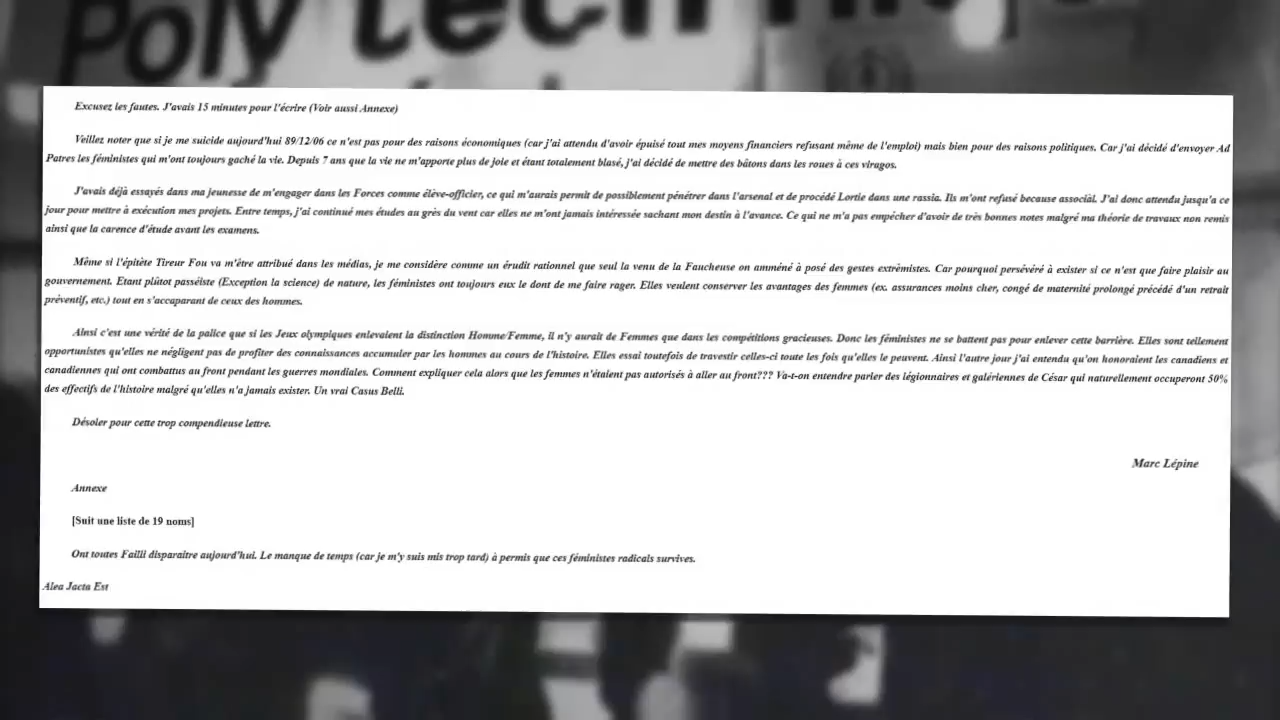 Poly technique
Excusez les fautes. J'avais 15 minutes pour l'écrire (Voir aussi Annexe)
Veillez noter que si je me suicide aujourd'hui 89/12/06 ce n'est pas pour des raisons économiques (car j'ai attendu d'avoir épuisé tout mes moyens financiers refusant même de l'emploi) mais bien pour des raisons politiques. Car j'ai décidé d'envoyer Ad
Patres les féministes qui m'ont toujours gaché la vie. Depuis 7 ans que la vie ne m'apporte plus de joie et étant totalement blasé, j'ai décidé de mettre des bâtons dans les roues à ces viragos.
J'avais déjà essayés dans ma jeunesse de m'engager dans les Forces comme élève-officier, ce qui m'aurais permit de possiblement pénétrer dans l'arsenal et de procédé Lortie dans une rassia. Ils m'ont refusé because associal. J'ai donc attendu jusqu'a ce
jour pour mettre à exécution mes projets. Entre temps, j'ai continué mes études au grès du vent car elles ne m'ont jamais intéressée sachant mon destin à l'avance. Ce qui ne m'a pas empécher d'avoir de très bonnes notes malgré ma théorie de travaux non remis
ainsi que la carence d'étude avant les examens.
Même si l'épitète Tireur Fou va m'être attribué dans les médias, je me considère comme un érudit rationnel que seul la venu de la Faucheuse on amméné à posé des gestes extrêmistes. Car pourquoi persévéré à exister si ce n'est que faire plaisir au
gouvernement. Etant plûtot passéiste (Exception la science) de nature, les féministes ont toujours eux le dont de me faire rager. Elles veulent conserver les avantages des femmes (ex. assurances moins cher, congé de maternité prolongé précédé d'un retrait
préventif, etc.) tout en s'accaparant de ceux des hommes.
Ainsi c'est une vérité de la palice que si les Jeux olympiques enlevaient la distinction Homme/Femme, il n'y aurait de Femmes que dans les compétitions gracieuses. Donc les féministes ne se battent pas pour enlever cette barrière. Elles sont tellement
opportunistes qu'elles ne négligent pas de profiter des connaissances accumuler par les hommes au cours de l'histoire. Elles essai toutefois de travestir celles-ci toute les fois qu'elles le peuvent. Ainsi l'autre jour j'ai entendu qu'on honoraient les canadiens et
canadiennes qui ont combattus au front pendant les guerres mondiales. Comment expliquer cela alors que les femmes n'étaient pas autorisés à aller au front??? Va-t-on entendre parler des légionnaires et galériennes de César qui naturellement occuperont 50%
des effectifs de l'histoire malgré qu'elles n'a jamais exister. Un vrai Casus Belli.
Désoler pour cette trop compendieuse lettre.
Marc Lépine
Annexe
[Suit une liste de 19 noms]
Ont toutes Failli disparaître aujourd'hui. Le manque de temps (car je m'y suis mis trop tard) à permis que ces féministes radicals survives.
Alea Jacta Est